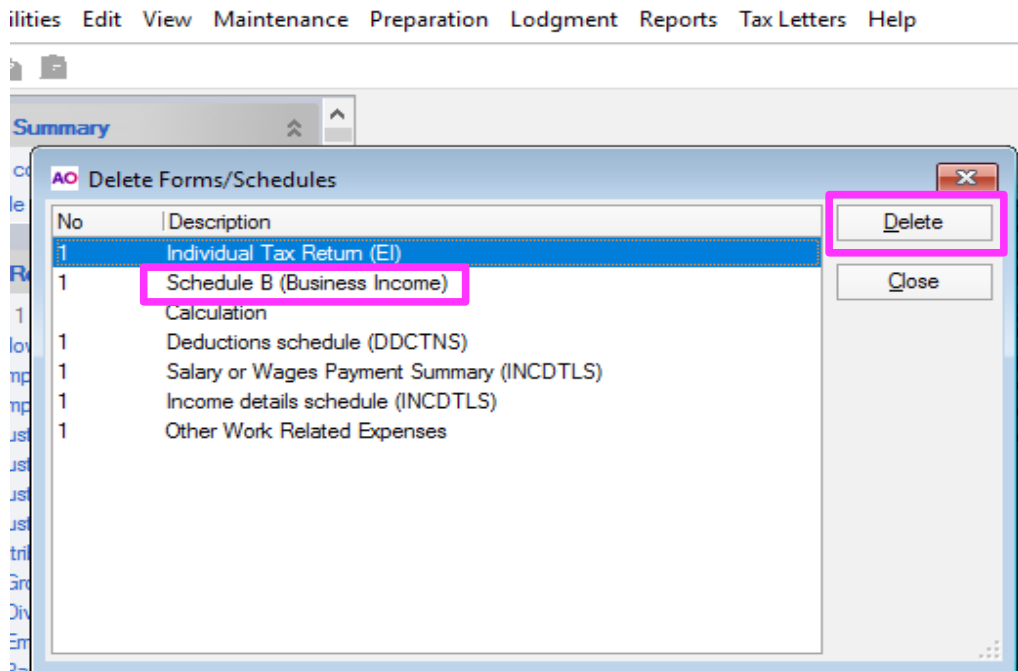 ilities Edit View Maintenance Preparation Lodgment Reports Tax Letters Help
Summary
AO Delete Forms/Schedules
No Description
Delete
1 Individual Tax Return (EI)
1 Schedule B (Business Income)
Close
Calculation
1
1 Deductions schedule (DDCTNS)
1 Salary or Wages Payment Summary (INCDTLS)
1 Income details schedule (INCDTLS)
1 Other Work Related Expenses